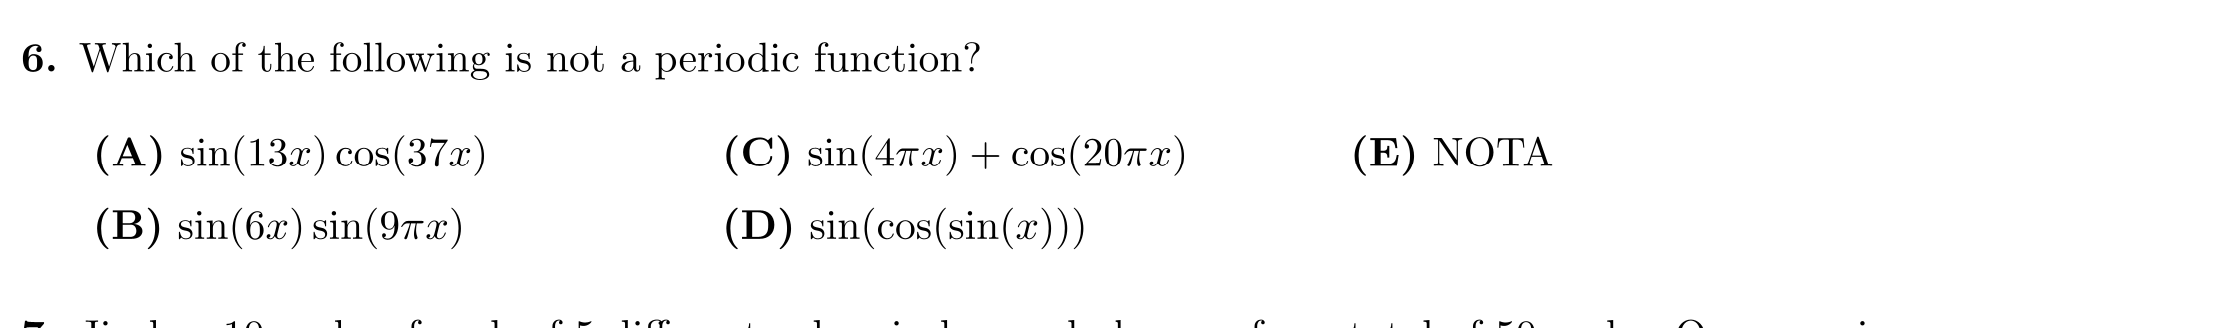 6. Which of the following is not a periodic function?
(A) sin(13x) cos(37x)
(B) sin(6x) sin(9πx)
(C) sin(4πx) + cos(20πx)
(D) sin(cos(sin(x)))
(E) NOTA